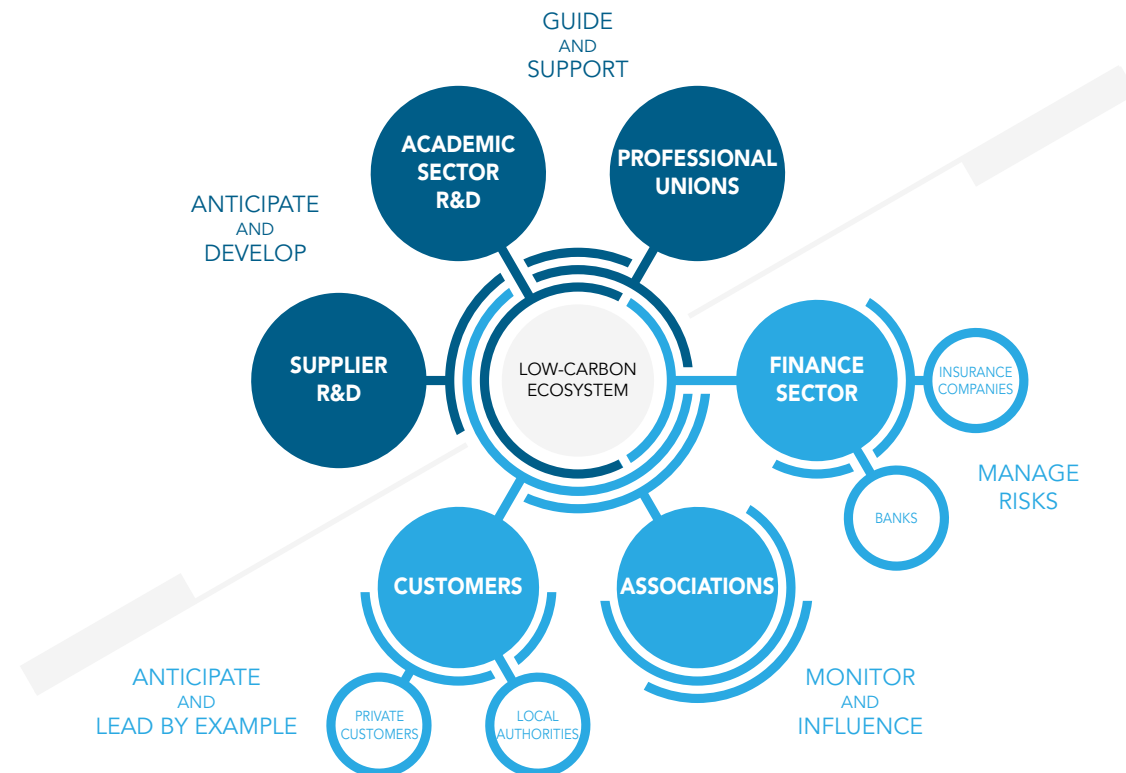 GUIDE
AND
SUPPORT
ACADEMIC
SECTOR
R&D
PROFESSIONAL
UNIONS
ANTICIPATE
AND
DEVELOP
SUPPLIER
R&D
LOW-CARBON
ECOSYSTEM
FINANCE
SECTOR
INSURANCE
COMPANIES
MANAGE
RISKS
BANKS
CUSTOMERS
ASSOCIATIONS
ANTICIPATE
AND
LEAD BY EXAMPLE
PRIVATE
CUSTOMERS
LOCAL
AUTHORITIES
MONITOR
AND
INFLUENCE